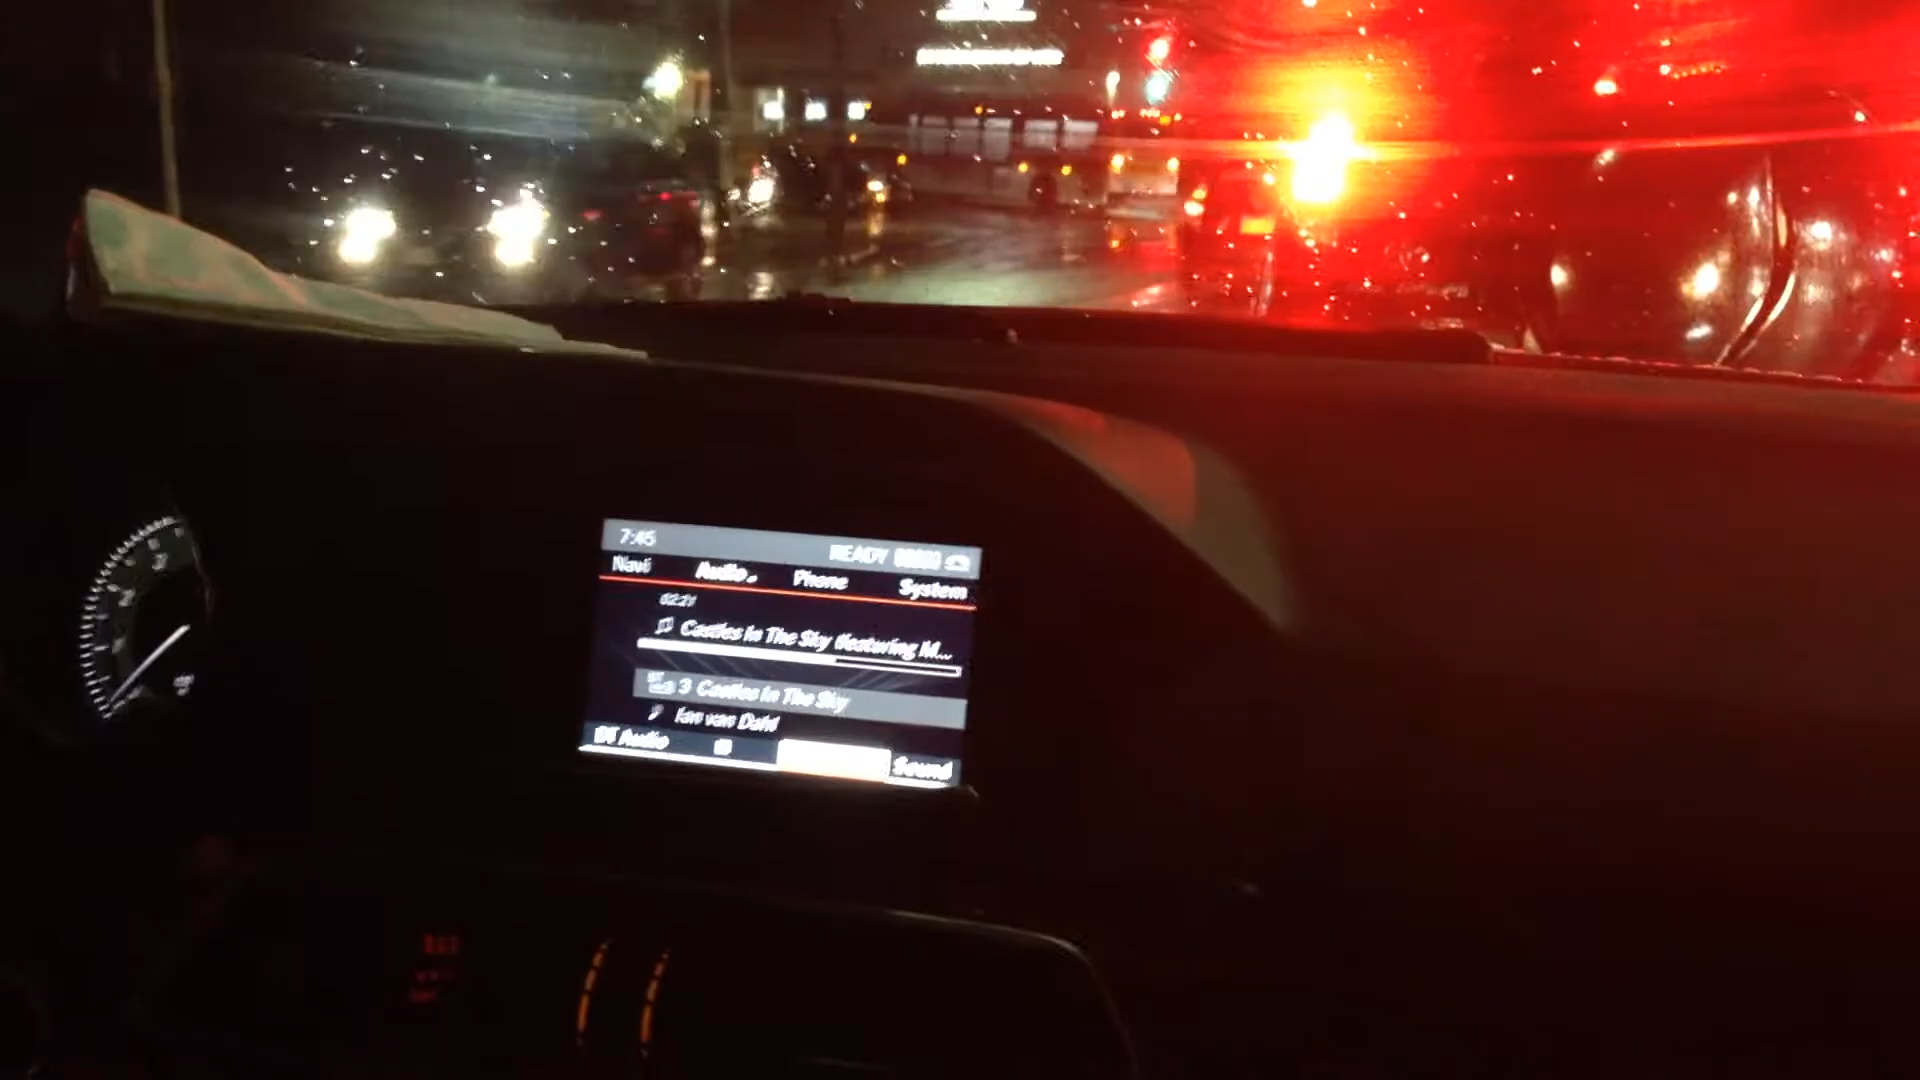 7:45
READY
Navi Audio Phone System
02:21
Castles In The Sky (featuring M...
3 Castles In The Sky
Ian van Dahl
BT Audio
Sound